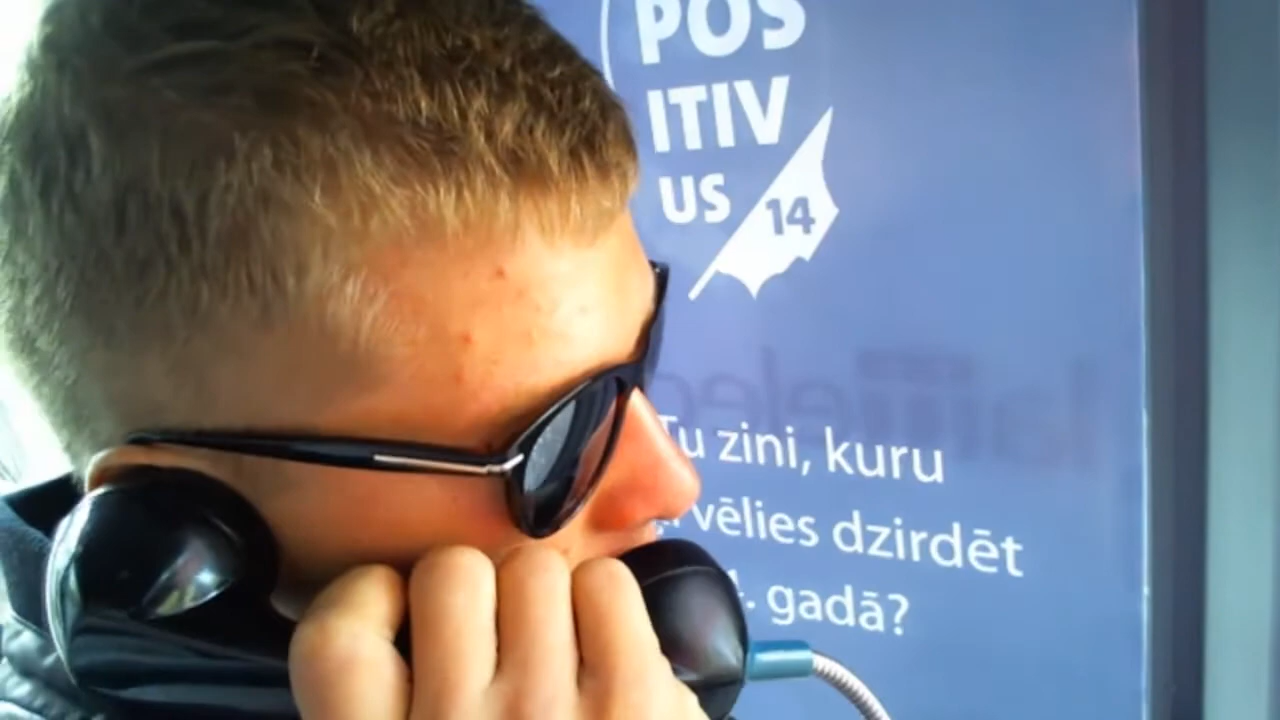 POS
ITIV
US
14
Tu zini, kuru
vēlies dzirdēt
gadā?